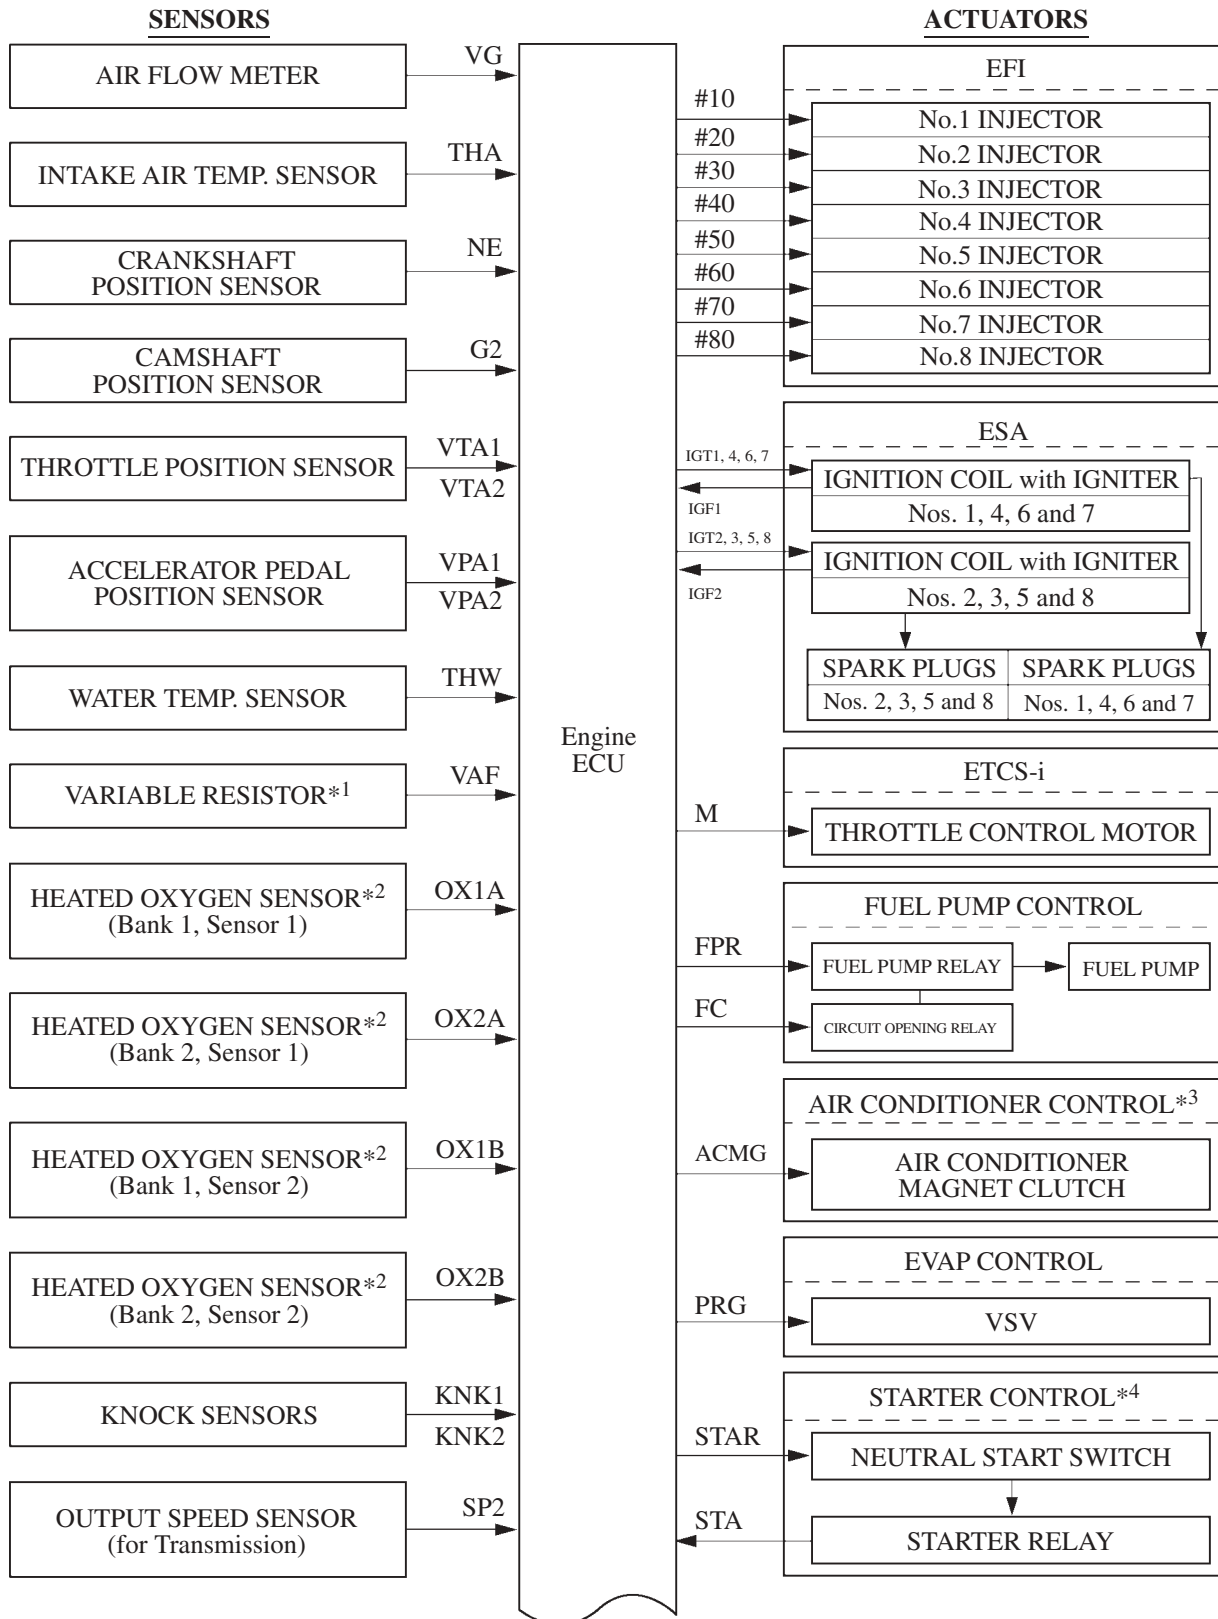 SENSORS
AIR FLOW METER
VG
INTAKE AIR TEMP. SENSOR
THA
CRANKSHAFT
POSITION SENSOR
NE
CAMSHAFT
POSITION SENSOR
G2
THROTTLE POSITION SENSOR
VTA1
VTA2
ACCELERATOR PEDAL
POSITION SENSOR
VPA1
VPA2
WATER TEMP. SENSOR
THW
VARIABLE RESISTOR*1
VAF
HEATED OXYGEN SENSOR*2
(Bank 1, Sensor 1)
OX1A
HEATED OXYGEN SENSOR*2
(Bank 2, Sensor 1)
OX2A
HEATED OXYGEN SENSOR*2
(Bank 1, Sensor 2)
OX1B
HEATED OXYGEN SENSOR*2
(Bank 2, Sensor 2)
OX2B
KNOCK SENSORS
KNK1
KNK2
OUTPUT SPEED SENSOR
(for Transmission)
SP2
Engine
ECU
ACTUATORS
EFI
#10
No.1 INJECTOR
#20
No.2 INJECTOR
#30
No.3 INJECTOR
#40
No.4 INJECTOR
#50
No.5 INJECTOR
#60
No.6 INJECTOR
#70
No.7 INJECTOR
#80
No.8 INJECTOR
ESA
IGT1, 4, 6, 7
IGNITION COIL with IGNITER
IGF1
Nos. 1, 4, 6 and 7
IGT2, 3, 5, 8
IGNITION COIL with IGNITER
IGF2
Nos. 2, 3, 5 and 8
SPARK PLUGS
Nos. 2, 3, 5 and 8
SPARK PLUGS
Nos. 1, 4, 6 and 7
ETCS-i
M
THROTTLE CONTROL MOTOR
FUEL PUMP CONTROL
FPR
FUEL PUMP RELAY
FUEL PUMP
FC
CIRCUIT OPENING RELAY
AIR CONDITIONER CONTROL*3
ACMG
AIR CONDITIONER
MAGNET CLUTCH
EVAP CONTROL
PRG
VSV
STARTER CONTROL*4
STAR
NEUTRAL START SWITCH
STA
STARTER RELAY